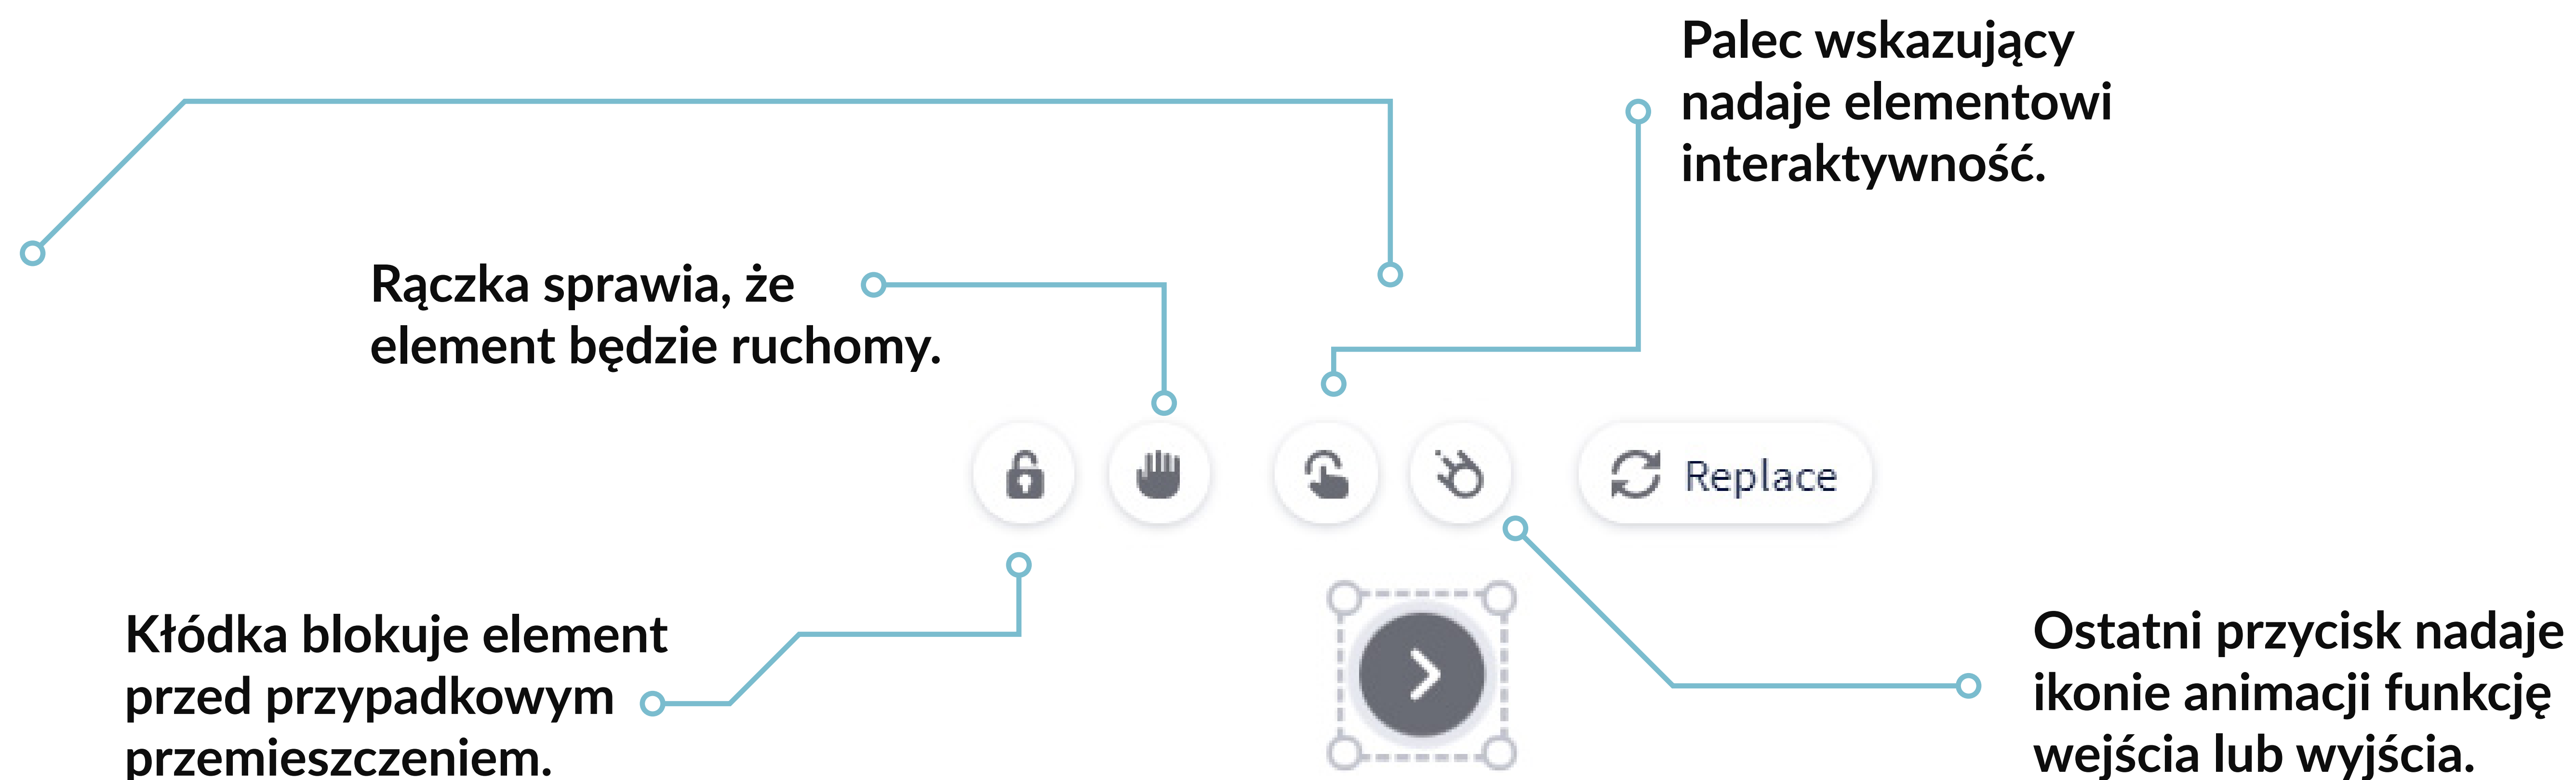 Palec wskazujący
nadaje elementowi
interaktywność.
Rączka sprawia, że
element będzie ruchomy.
Replace
Kłódka blokuje element
przed przypadkowym
przemieszczeniem.
Ostatni przycisk nadaje
ikonie animacji funkcję
wejścia lub wyjścia.